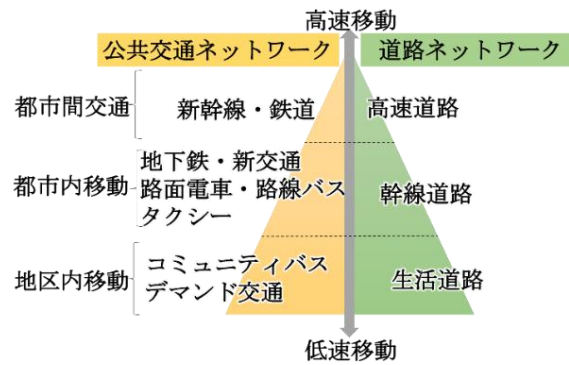 高速移動
公共交通ネットワーク
道路ネットワーク
都市間交通
新幹線・鉄道
高速道路
都市内移動
地下鉄・新交通
路面電車・路線バス
タクシー
幹線道路
地区内移動
コミュニティバス
デマンド交通
生活道路
低速移動